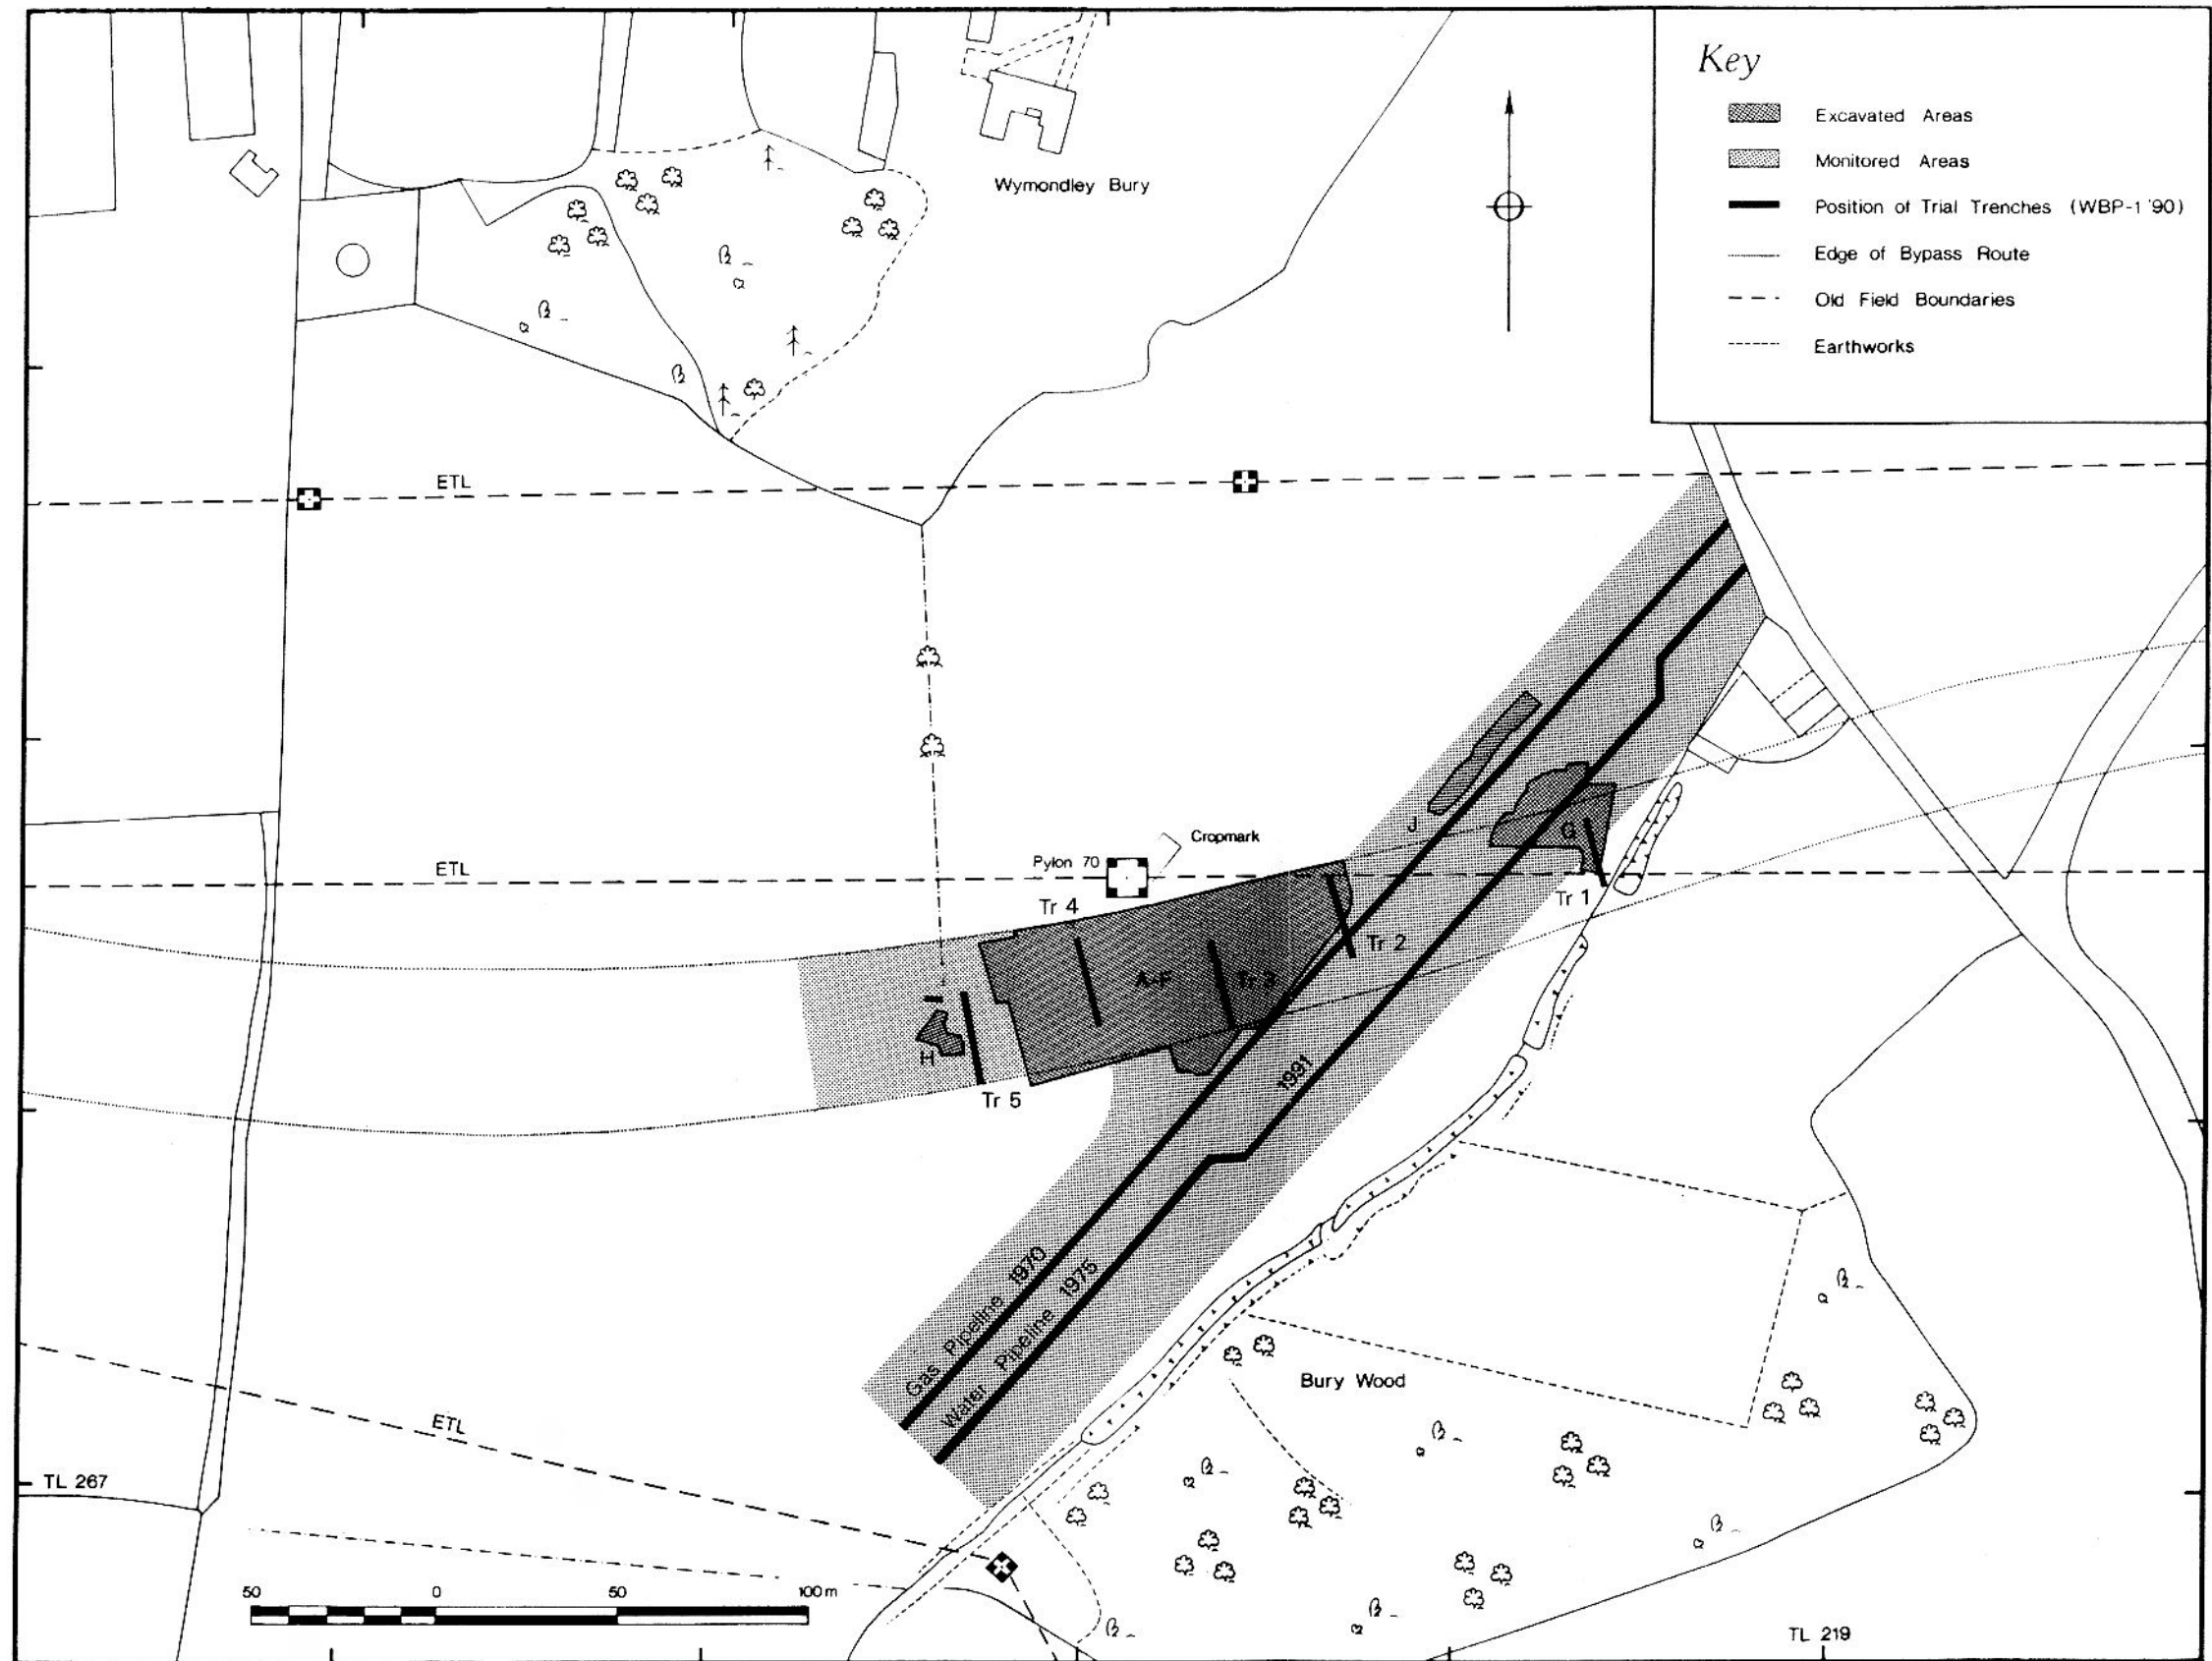 Key
Excavated Areas
Monitored Areas
Position of Trial Trenches (WBP-1 '90)
Edge of Bypass Route
Old Field Boundaries
Earthworks
Wymondley Bury
ETL
ETL
Pylon 70
Cropmark
J
G
Tr 1
Tr 4
Tr 2
A-F
Tr 3
I
H
Tr 5
1991
Gas Pipeline 1970
Water Pipeline 1975
Bury Wood
ETL
TL 267
50 0 50 100 m
TL 219